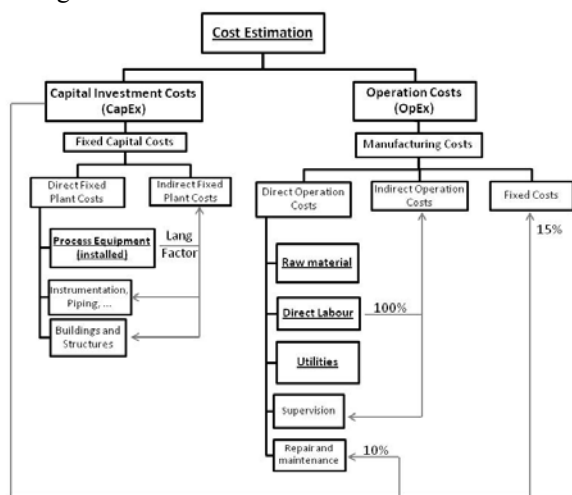 Cost Estimation
Capital Investment Costs
(CapEx)
Operation Costs
(OpEx)
Fixed Capital Costs
Manufacturing Costs
Direct Fixed
Plant Costs
Indirect Fixed
Plant Costs
Direct Operation
Costs
Indirect Operation
Costs
Fixed Costs
15%
Process Equipment
(installed)
Lang
Factor
Raw material
Instrumentation,
Piping, ...
Direct Labour
100%
Buildings and
Structures
Utilities
Supervision
Repair and
maintenance
10%